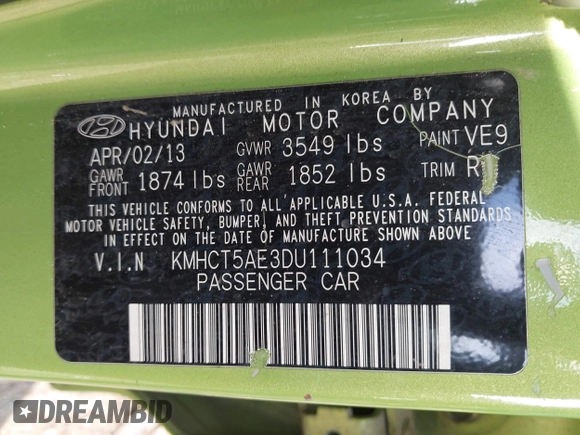 MANUFACTURED IN KOREA BY
HYUNDAI MOTOR COMPANY
APR/02/13 GVWR 3549 lbs PAINT VE9
GAWR FRONT 1874 lbs GAWR REAR 1852 lbs TRIM
THIS VEHICLE CONFORMS TO ALL APPLICABLE U.S.A. FEDERAL
MOTOR VEHICLE SAFETY, BUMPER, AND THEFT PREVENTION STANDARDS
IN EFFECT ON THE DATE OF MANUFACTURE SHOWN ABOVE.
V.I.N KMHCT5AE3DU111034
PASSENGER CAR
DREAMBID